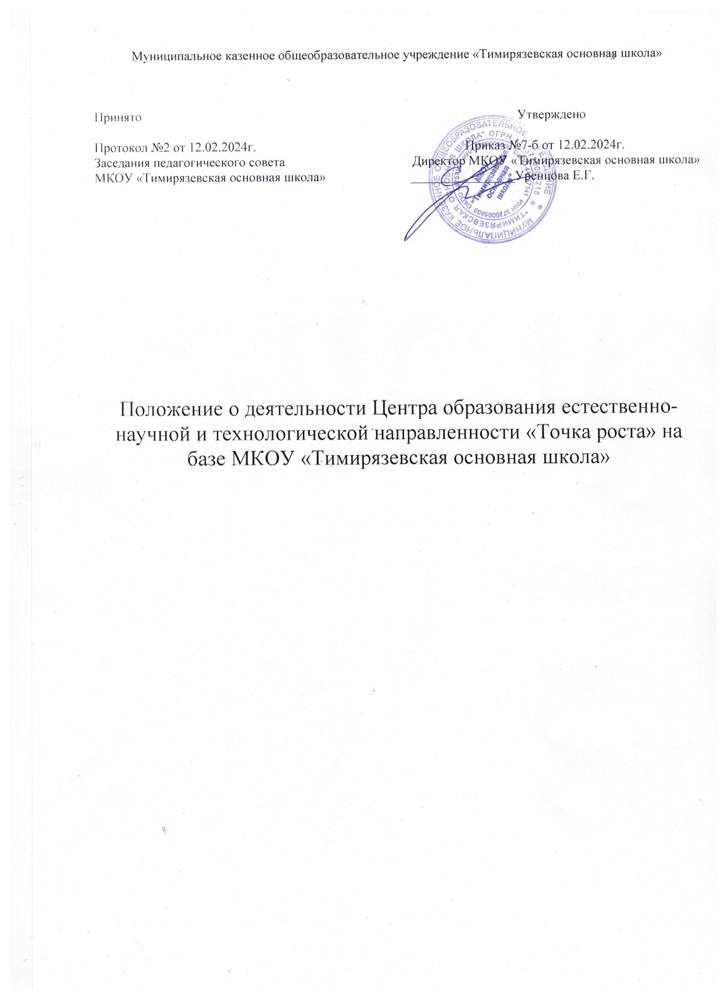 Муниципальное казенное общеобразовательное учреждение «Тимирязевская основная школа»
Принято
Протокол №2 от 12.02.2024г.
Заседания педагогического совета
МКОУ «Тимирязевская основная школа»
Утверждено
Приказ №7-б от 12.02.2024г.
Директор МКОУ «Тимирязевская основная школа»
Уренцова Е.Г.
МУНИЦИПАЛЬНОЕ КАЗЕННОЕ ОБЩЕОБРАЗОВАТЕЛЬНОЕ
"ТИМИРЯЗЕВСКАЯ ОСНОВНАЯ ШКОЛА" ОГРН
ИНН 3720005600 ОКПО
МКОУ
"Тимирязевская
основная
школа"
Положение о деятельности Центра образования естественно-
научной и технологической направленности «Точка роста» на
базе МКОУ «Тимирязевская основная школа»